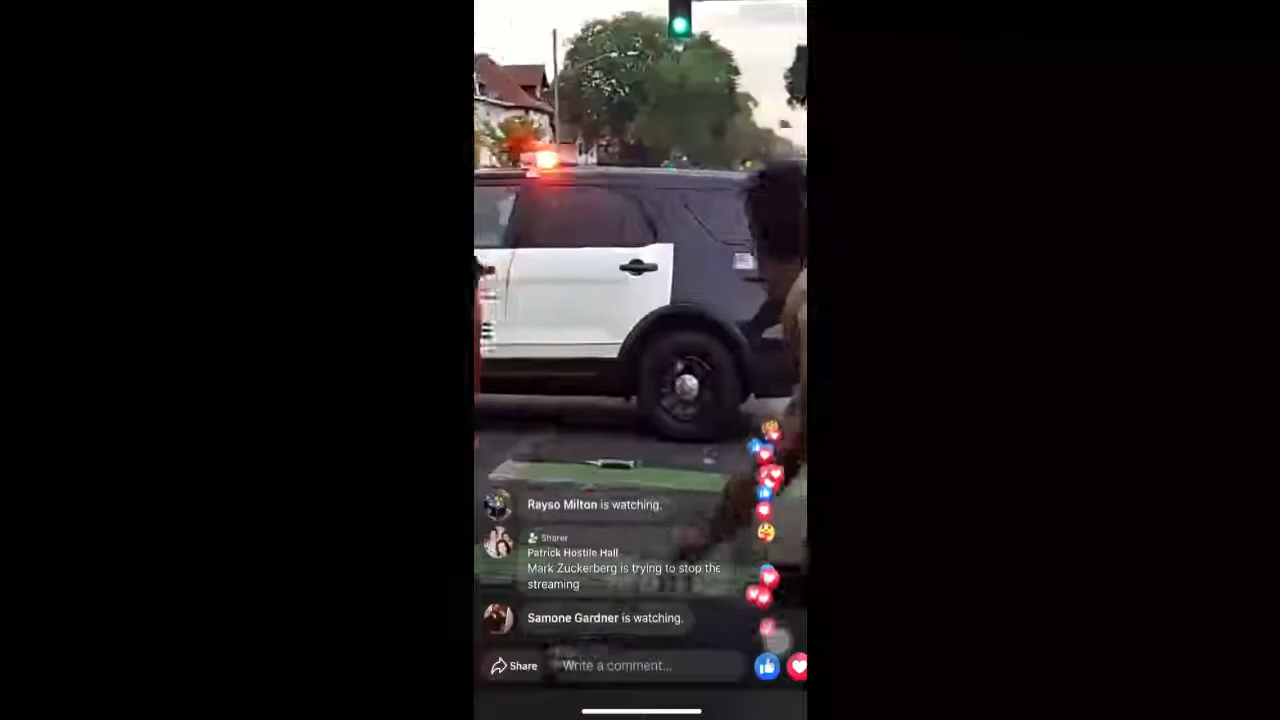 Rayso Milton is watching.
Sharer
Patrick Hostile Hall
Mark Zuckerberg is trying to stop the
streaming
Samone Gardner is watching.
Share
Write a comment...